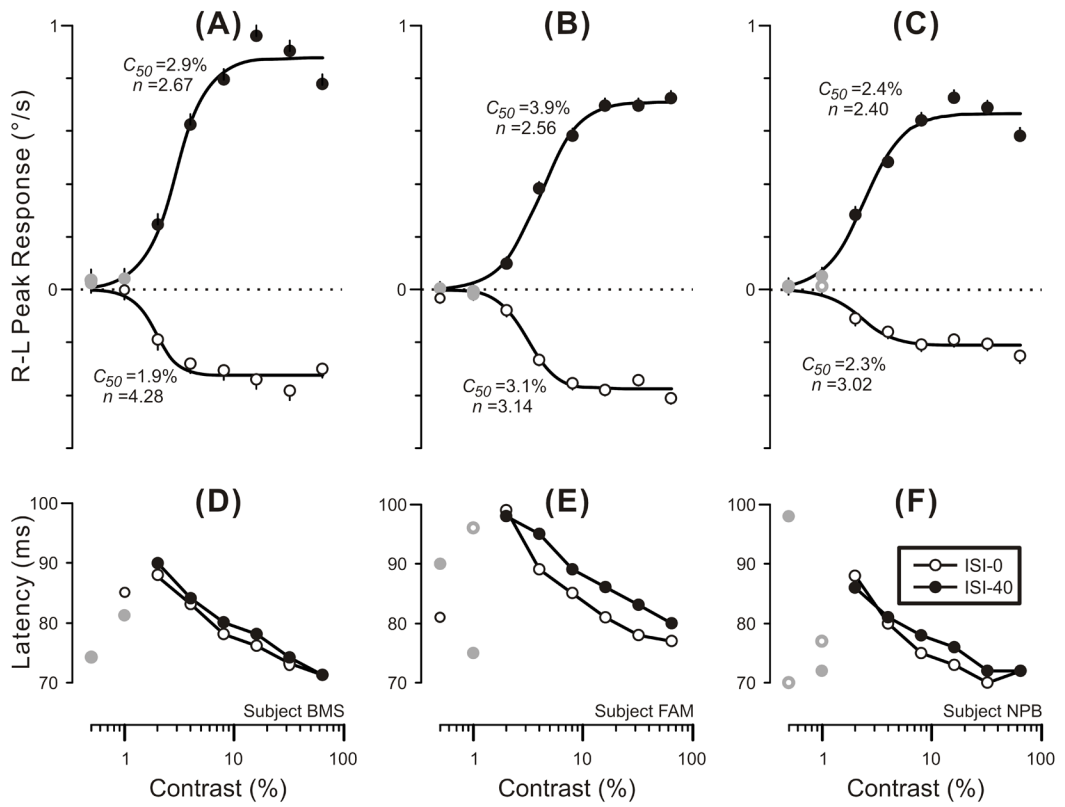 (A)
(B)
(C)
1
1
1
C50=2.9%
n=2.67
C50=3.9%
n=2.56
C50=2.4%
n=2.40
R-L Peak Response (°/s)
0
0
0
C50=1.9%
n=4.28
C50=3.1%
n=3.14
C50=2.3%
n=3.02
(D)
(E)
(F)
100
100
100
90
90
90
ISI-0
ISI-40
80
80
80
70
70
70
Latency (ms)
Subject BMS
Subject FAM
Subject NPB
1 10 100
1 10 100
1 10 100
Contrast (%)
Contrast (%)
Contrast (%)